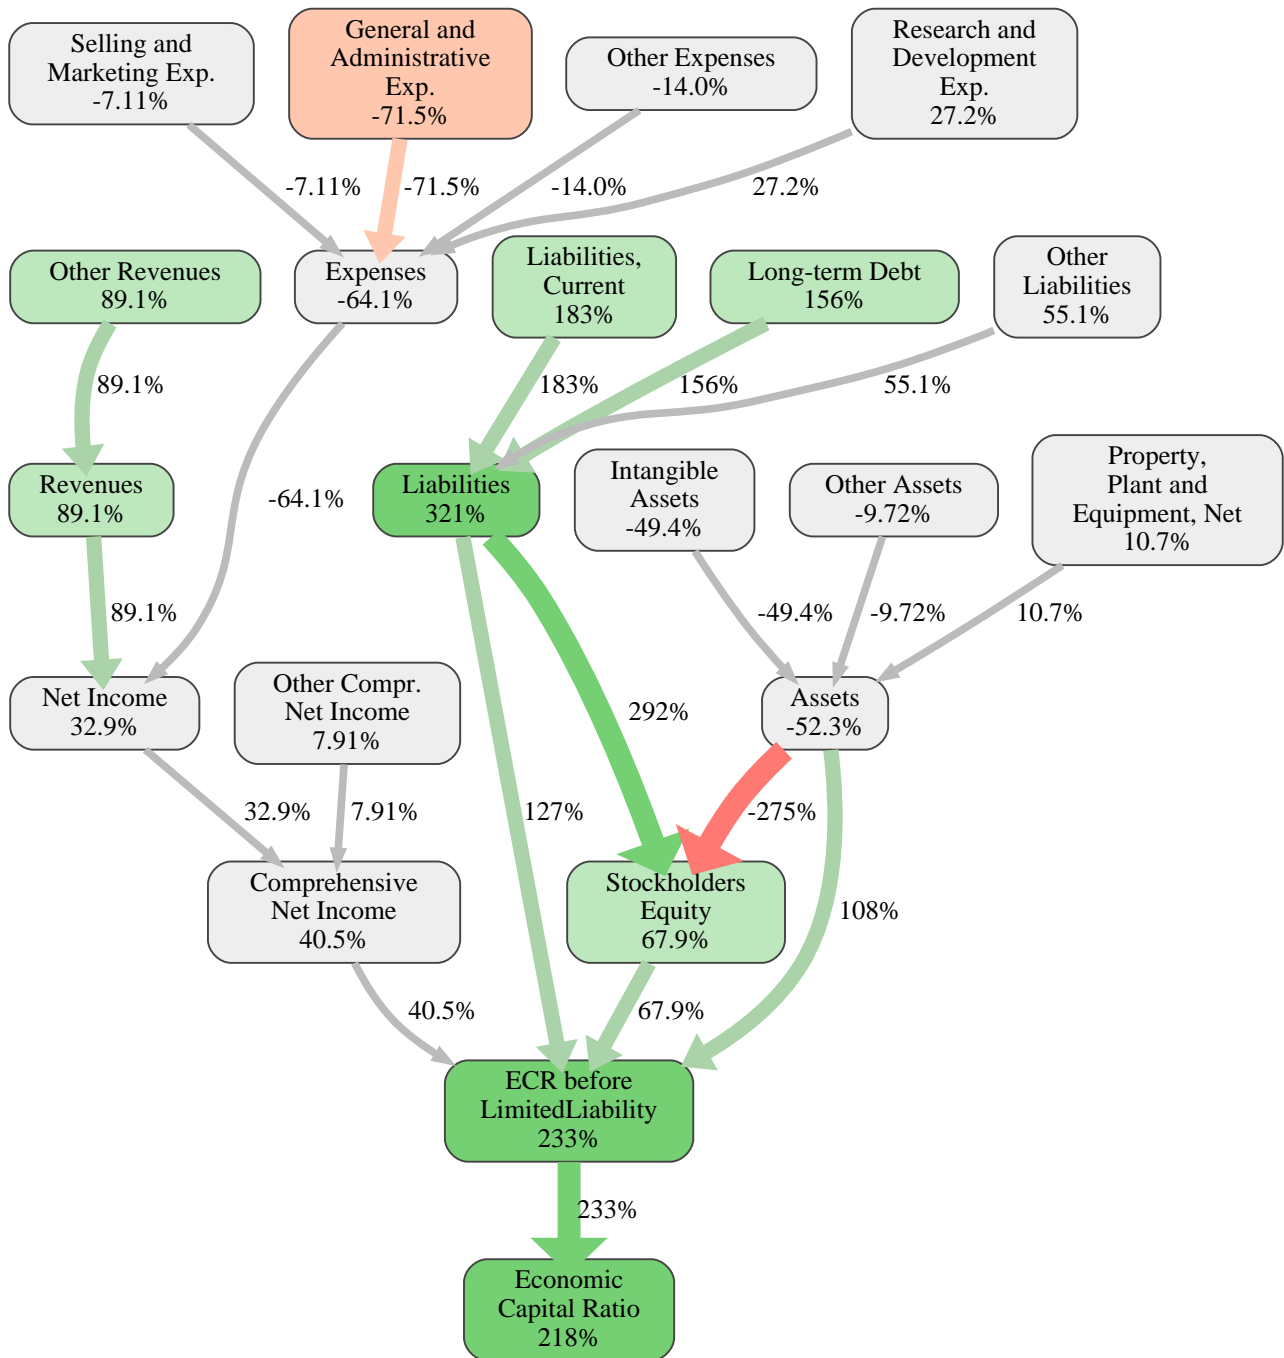 Selling and
Marketing Exp.
-7.11%
General and
Administrative
Exp.
-71.5%
Other Expenses
-14.0%
Research and
Development
Exp.
27.2%
-7.11%
-71.5%
-14.0%
27.2%
Other Revenues
89.1%
Expenses
-64.1%
Liabilities,
Current
183%
Long-term Debt
156%
Other
Liabilities
55.1%
89.1%
183%
156%
55.1%
Revenues
89.1%
-64.1%
Liabilities
321%
Intangible
Assets
-49.4%
Other Assets
-9.72%
Property,
Plant and
Equipment, Net
10.7%
89.1%
-49.4%
-9.72%
10.7%
Net Income
32.9%
Other Compr.
Net Income
7.91%
292%
Assets
-52.3%
32.9%
7.91%
127%
-275%
Comprehensive
Net Income
40.5%
Stockholders
Equity
67.9%
108%
40.5%
67.9%
ECR before
LimitedLiability
233%
233%
Economic
Capital Ratio
218%